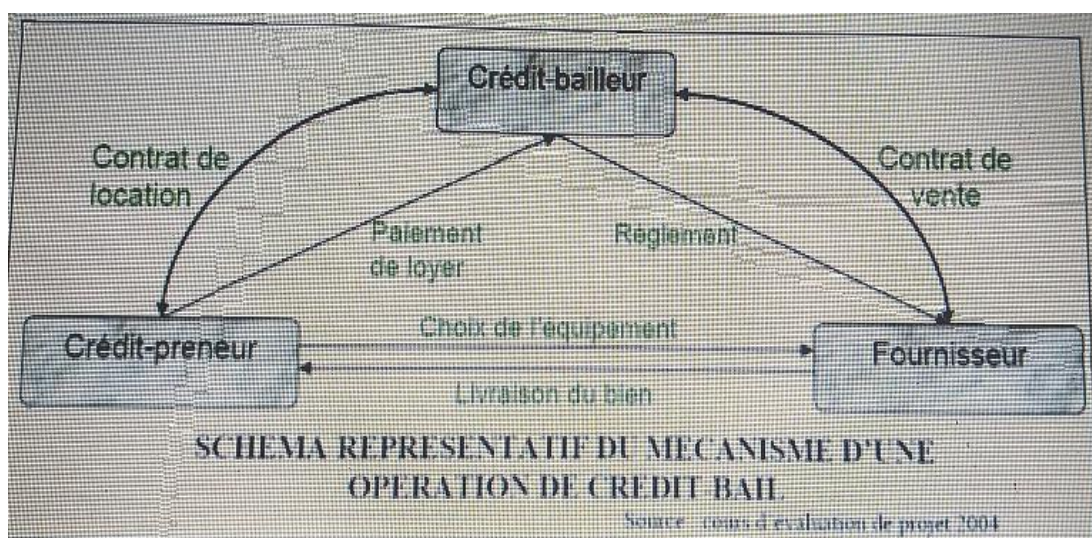 Crédit-bailleur
Contrat de
location
Contrat de
vente
Paiement
de loyer
Règlement
Choix de l'équipement
Crédit-preneur
Fournisseur
Livraison du bien
SCHEMA REPRESENTATIF DU MECANISME D'UNE
OPERATION DE CREDIT-BAIL
Source : cours d'évaluation de projet 2004